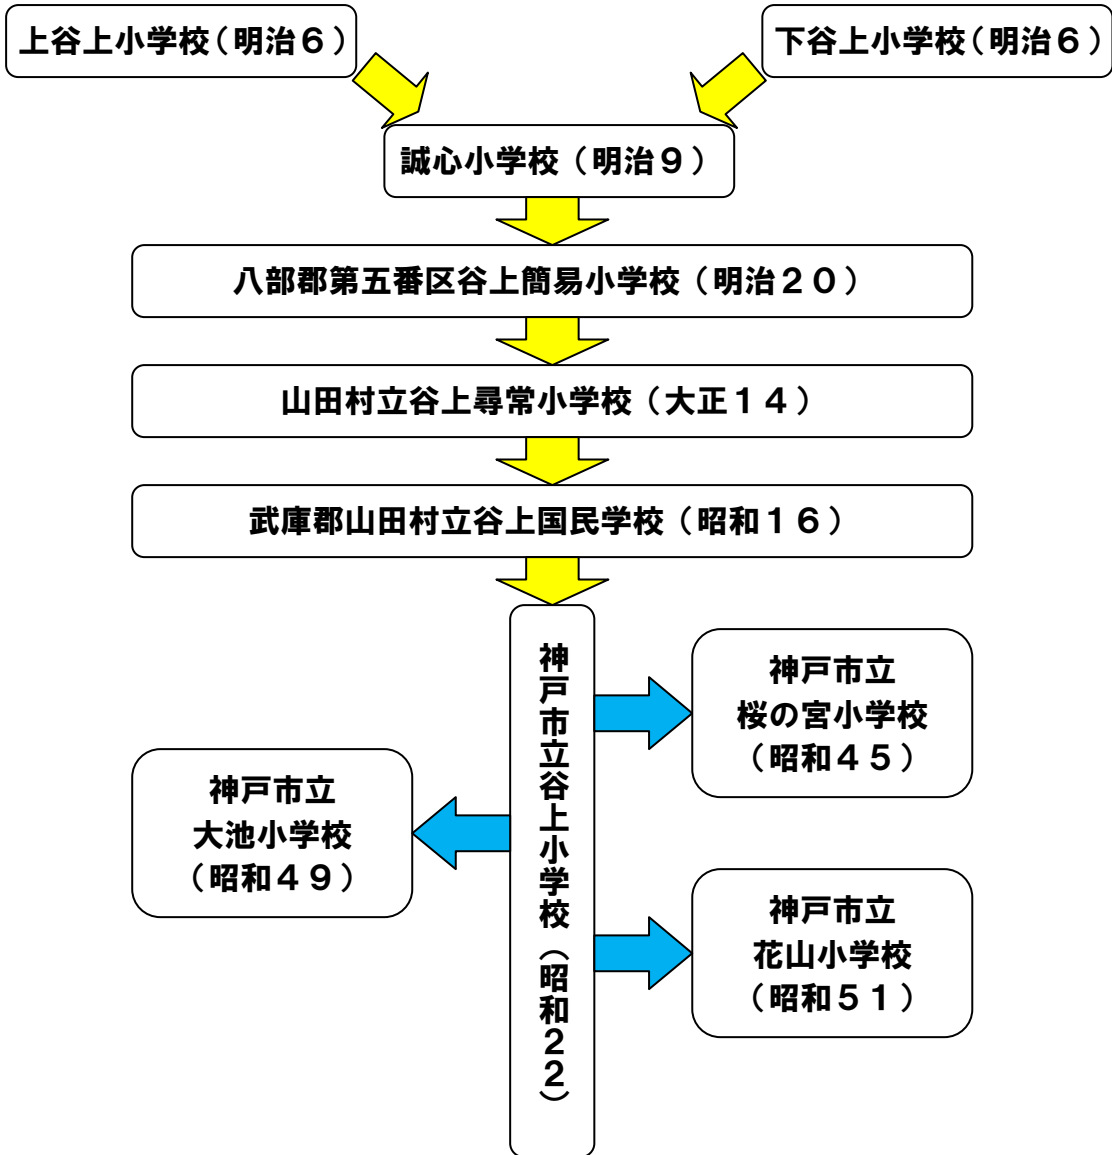 上谷上小学校（明治６）
下谷上小学校（明治６）
誠心小学校（明治９）
八部郡第五番区谷上簡易小学校（明治２０）
山田村立谷上尋常小学校（大正１４）
武庫郡山田村立谷上国民学校（昭和１６）
神戸市立谷上小学校（昭和２２）
神戸市立
桜の宮小学校
（昭和４５）
神戸市立
大池小学校
（昭和４９）
神戸市立
花山小学校
（昭和５１）